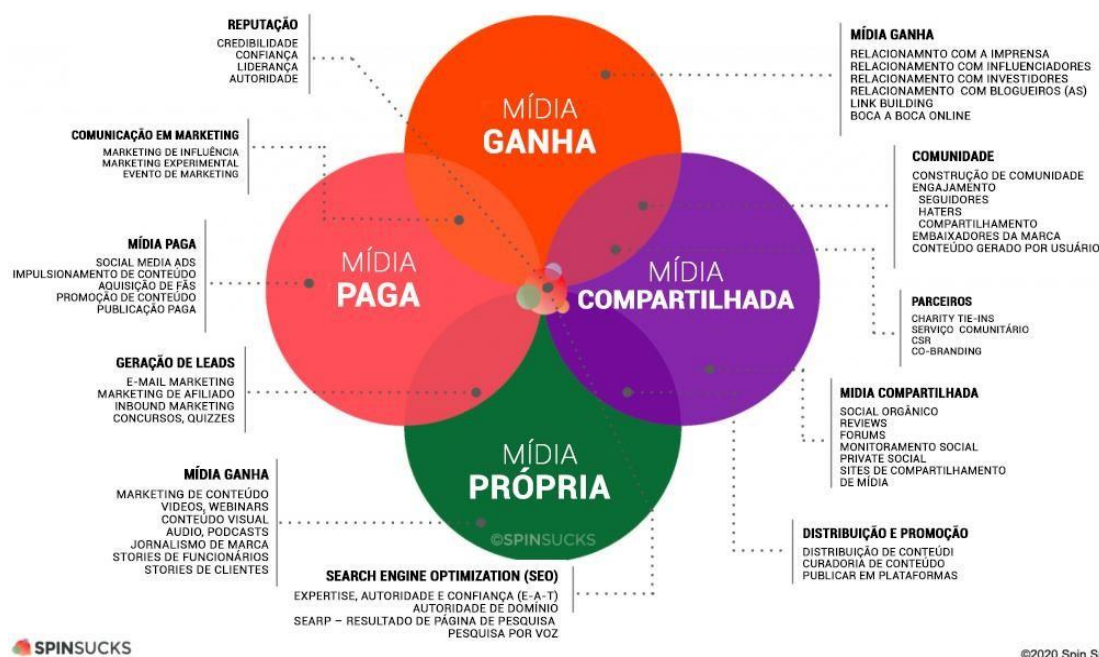 REPUTAÇÃO
CREDIBILIDADE
CONFIANÇA
LIDERANÇA
AUTORIDADE
COMUNICAÇÃO EM MARKETING
MARKETING DE INFLUÊNCIA
MARKETING EXPERIMENTAL
EVENTO DE MARKETING
MÍDIA PAGA
SOCIAL MEDIA ADS
IMPULSIONAMENTO DE CONTEÚDO
AQUISIÇÃO DE FÃS
PROMOÇÃO DE CONTEÚDO
PUBLICAÇÃO PAGA
GERAÇÃO DE LEADS
E-MAIL MARKETING
MARKETING DE AFILIADO
INBOUND MARKETING
CONCURSOS, QUIZZES
MÍDIA GANHA
MARKETING DE CONTEÚDO
VIDEOS, WEBINARS
CONTEÚDO VISUAL
AUDIO, PODCASTS
JORNALISMO DE MARCA
STORIES DE FUNCIONÁRIOS
STORIES DE CLIENTES
SEARCH ENGINE OPTIMIZATION (SEO)
EXPERTISE, AUTORIDADE E CONFIANÇA (E-A-T)
AUTORIDADE DE DOMÍNIO
SEARP – RESULTADO DE PÁGINA DE PESQUISA
PESQUISA POR VOZ
MÍDIA
GANHA
MÍDIA
PAGA
MÍDIA
COMPARTILHADA
MÍDIA
PRÓPRIA
©SPINSUCKS
MÍDIA GANHA
RELACIONAMNTO COM A IMPRENSA
RELACIONAMENTO COM INFLUENCIADORES
RELACIONAMENTO COM INVESTIDORES
RELACIONAMENTO COM BLOGUEIROS (AS)
LINK BUILDING
BOCA A BOCA ONLINE
COMUNIDADE
CONSTRUÇÃO DE COMUNIDADE
ENGAJAMENTO
SEGUIDORES
HATERS
COMPARTILHAMENTO
EMBAIXADORES DA MARCA
CONTEÚDO GERADO POR USUÁRIO
PARCEIROS
CHARITY TIE-INS
SERVIÇO COMUNITÁRIO
CSR
CO-BRANDING
MIDIA COMPARTILHADA
SOCIAL ORGÂNICO
REVIEWS
FORUMS
MONITORAMENTO SOCIAL
PRIVATE SOCIAL
SITES DE COMPARTILHAMENTO
DE MÍDIA
DISTRIBUIÇÃO E PROMOÇÃO
DISTRIBUIÇÃO DE CONTEÚDI
CURADORIA DE CONTEÚDO
PUBLICAR EM PLATAFORMAS
SPINSUCKS
©2020 Spin S